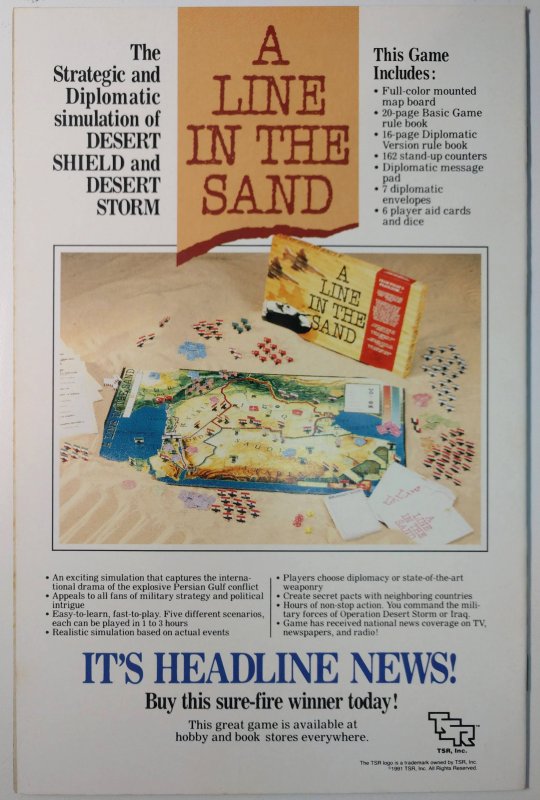 The
Strategic and
Diplomatic
simulation of
DESERT
SHIELD and
DESERT
STORM
A
LINE
IN THE
SAND
This Game
Includes:
• Full-color mounted
map board
• 20-page Basic Game
rule book
• 16-page Diplomatic
Version rule book
• 162 stand-up counters
• Diplomatic message
pad
• 7 diplomatic
envelopes
• 6 player aid cards
and dice
A
LINE
IN THE
SAND
• An exciting simulation that captures the interna-
tional drama of the explosive Persian Gulf conflict
• Appeals to all fans of military strategy and political
intrigue
• Easy-to-learn, fast-to-play. Five different scenarios,
each can be played in 1 to 3 hours
• Realistic simulation based on actual events
• Players choose diplomacy or state-of-the-art
weaponry
• Create secret pacts with neighboring countries
• Hours of non-stop action. You command the mili-
tary forces of Operation Desert Storm or Iraq.
• Game has received national news coverage on TV,
newspapers, and radio!
IT'S HEADLINE NEWS!
Buy this sure-fire winner today!
This great game is available at
hobby and book stores everywhere.
TSR™
TSR, Inc.
The TSR logo is a trademark owned by TSR, Inc.
©1991 TSR, Inc. All Rights Reserved.